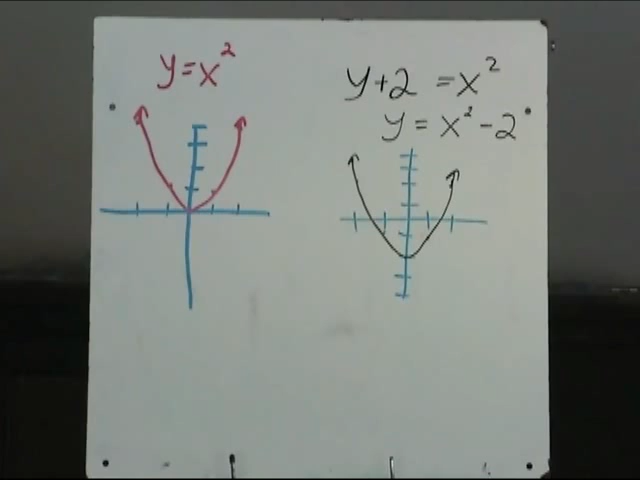 y=x²
y+2 =x²
y = x² -2